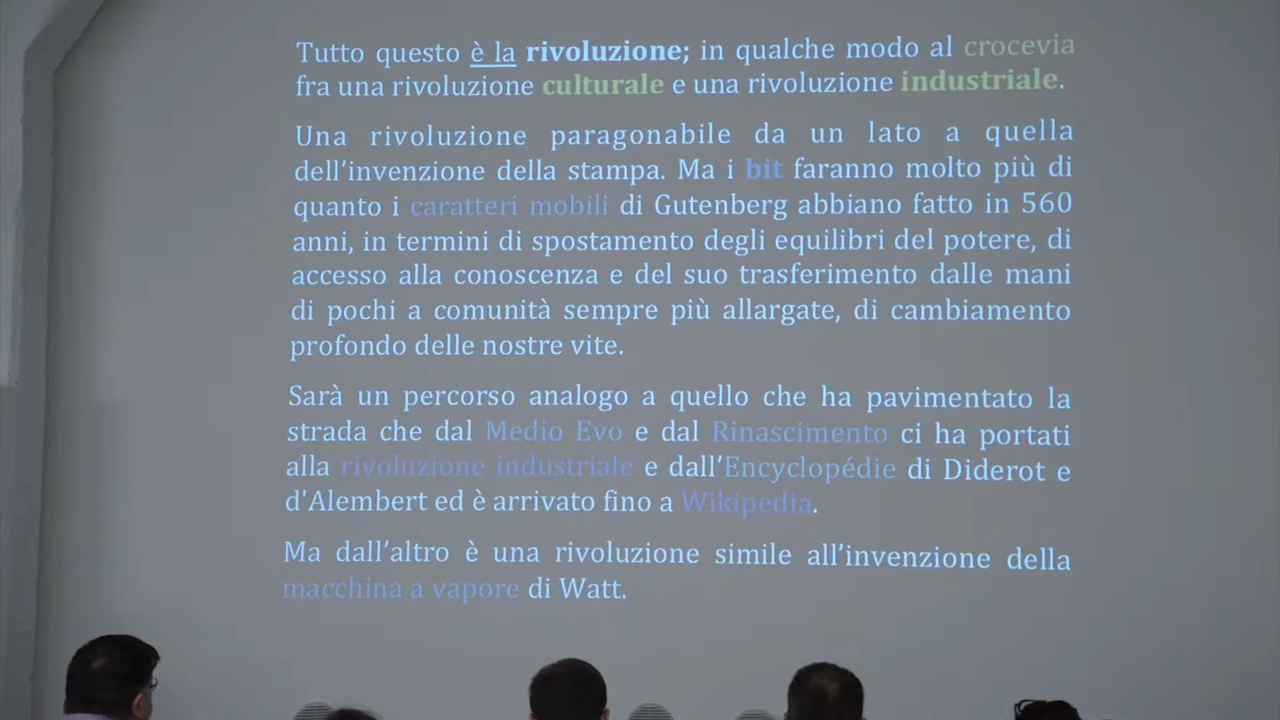 Tutto questo è la rivoluzione; in qualche modo al crocevia
fra una rivoluzione culturale e una rivoluzione industriale.
Una rivoluzione paragonabile da un lato a quella
dell’invenzione della stampa. Ma i bit faranno molto più di
quanto i caratteri mobili di Gutenberg abbiano fatto in 560
anni, in termini di spostamento degli equilibri del potere, di
accesso alla conoscenza e del suo trasferimento dalle mani
di pochi a comunità sempre più allargate, di cambiamento
profondo delle nostre vite.
Sarà un percorso analogo a quello che ha pavimentato la
strada che dal Medio Evo e dal Rinascimento ci ha portati
alla rivoluzione industriale e dall’Encyclopédie di Diderot e
d'Alembert ed è arrivato fino a Wikipedia.
Ma dall’altro è una rivoluzione simile all’invenzione della
macchina a vapore di Watt.